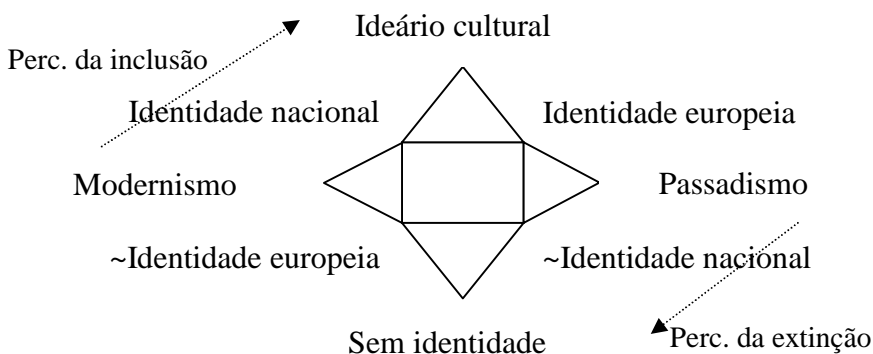 Ideário cultural
Perc. da inclusão
Identidade nacional
Identidade europeia
Modernismo
Passadismo
~Identidade europeia
~Identidade nacional
Sem identidade
Perc. da extinção